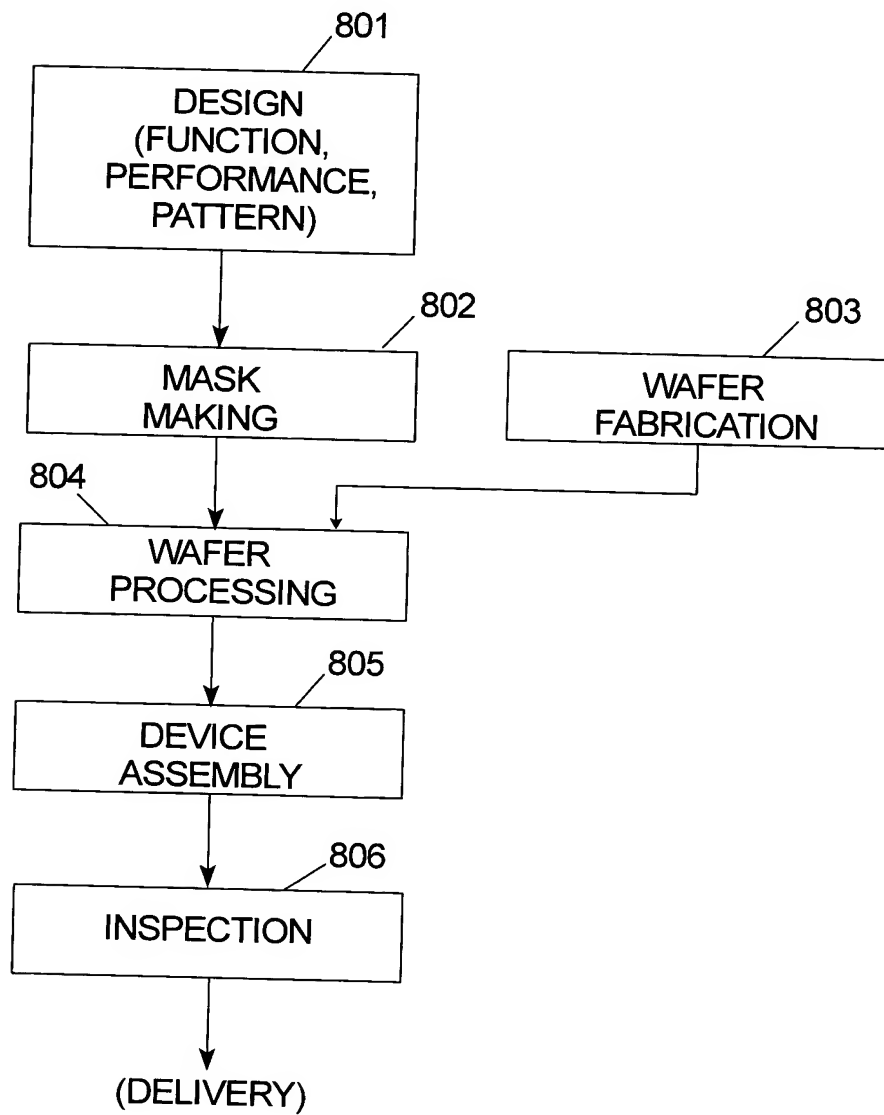 801
DESIGN
(FUNCTION,
PERFORMANCE,
PATTERN)
802
MASK
MAKING
803
WAFER
FABRICATION
804
WAFER
PROCESSING
805
DEVICE
ASSEMBLY
806
INSPECTION
(DELIVERY)